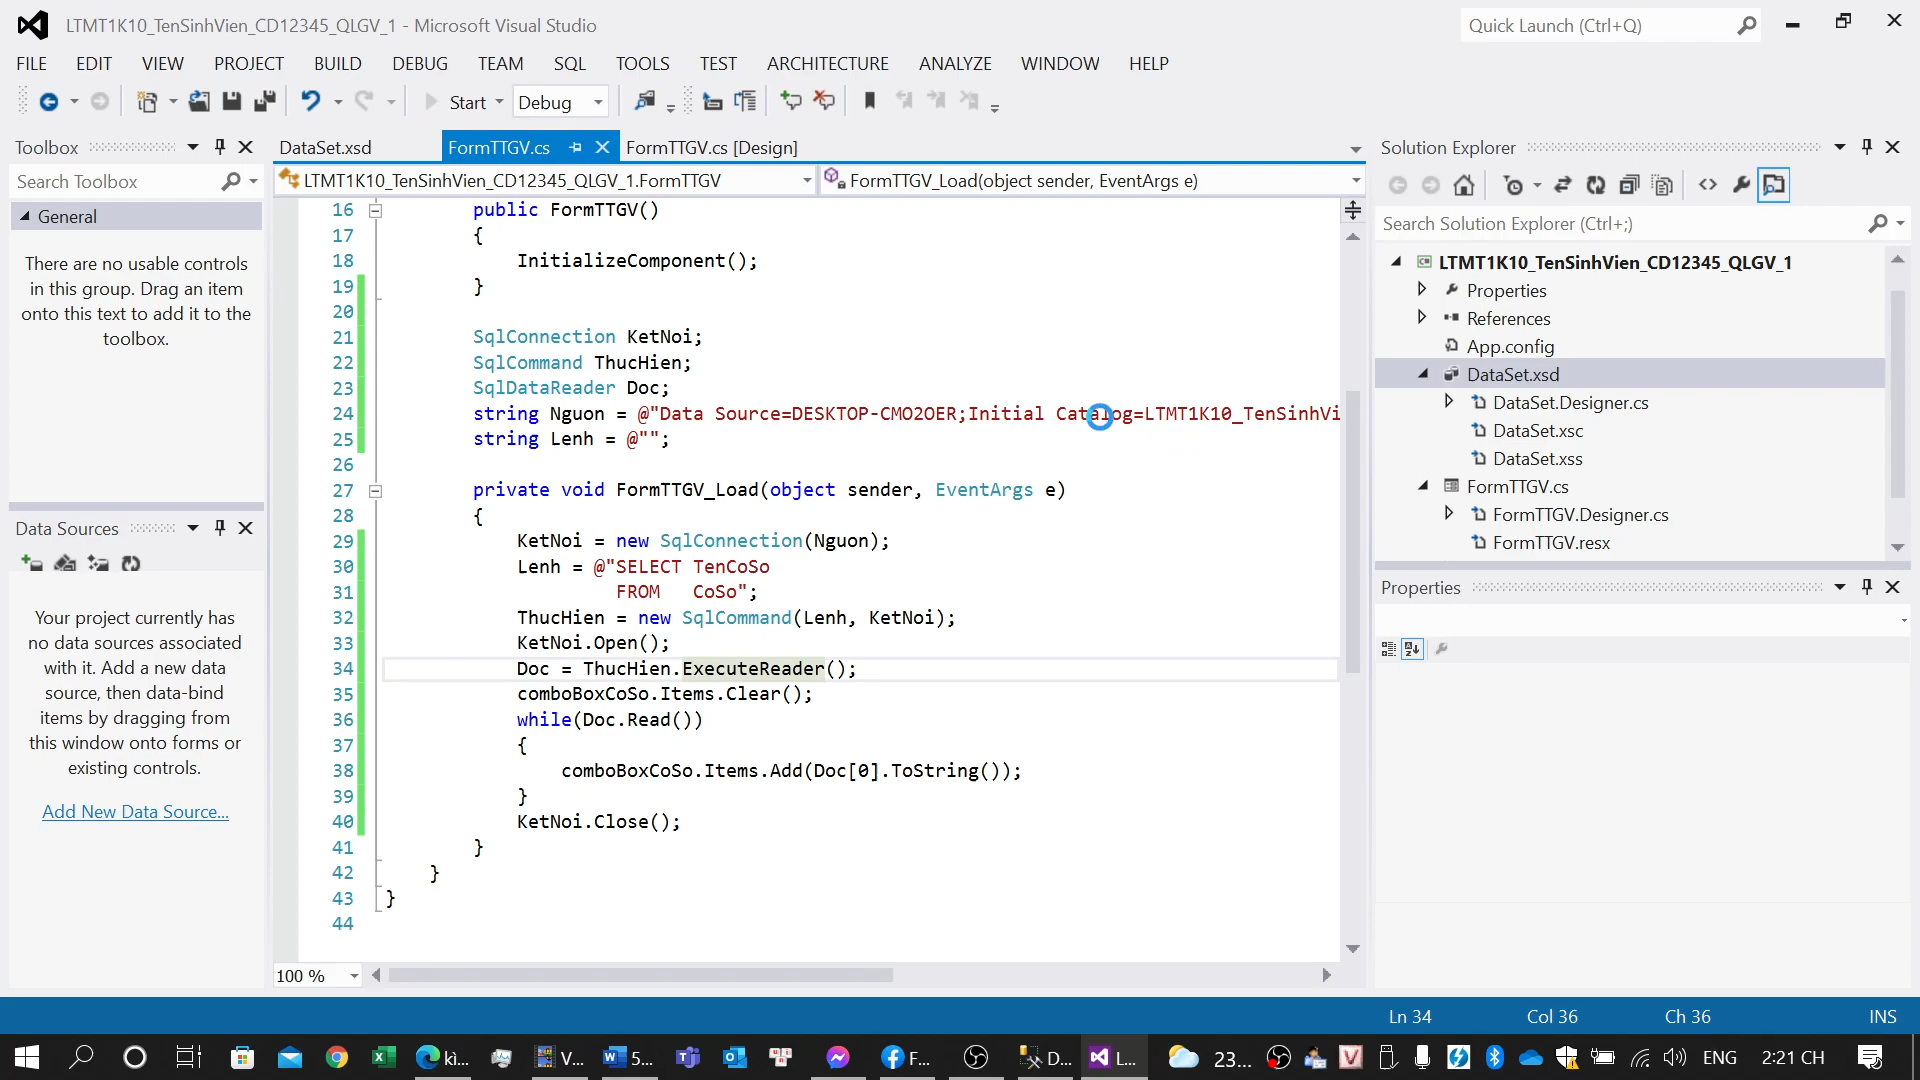 LTMT1K10_TenSinhVien_CD12345_QLGV_1 - Microsoft Visual Studio
Quick Launch (Ctrl+Q)
FILE EDIT VIEW PROJECT BUILD DEBUG TEAM SQL TOOLS TEST ARCHITECTURE ANALYZE WINDOW HELP
Start Debug
Toolbox
Search Toolbox
General
There are no usable controls
in this group. Drag an item
onto this text to add it to the
toolbox.
Data Sources
Your project currently has
no data sources associated
with it. Add a new data
source, then data-bind
items by dragging from
this window onto forms or
existing controls.
Add New Data Source...
DataSet.xsd FormTTGV.cs FormTTGV.cs [Design]
LTMT1K10_TenSinhVien_CD12345_QLGV_1.FormTTGV FormTTGV_Load(object sender, EventArgs e)
16 public FormTTGV()
17 {
18 InitializeComponent();
19 }
20
21 SqlConnection KetNoi;
22 SqlCommand ThucHien;
23 SqlDataReader Doc;
24 string Nguon = @"Data Source=DESKTOP-CMO2OER;Initial Catalog=LTMT1K10_TenSinhVi
25 string Lenh = @"";
26
27 private void FormTTGV_Load(object sender, EventArgs e)
28 {
29 KetNoi = new SqlConnection(Nguon);
30 Lenh = @"SELECT TenCoSo
31 FROM CoSo";
32 ThucHien = new SqlCommand(Lenh, KetNoi);
33 KetNoi.Open();
34 Doc = ThucHien.ExecuteReader();
35 comboBoxCoSo.Items.Clear();
36 while(Doc.Read())
37 {
38 comboBoxCoSo.Items.Add(Doc[0].ToString());
39 }
40 KetNoi.Close();
41 }
42 }
43 }
44
100 %
Solution Explorer
Search Solution Explorer (Ctrl+;)
LTMT1K10_TenSinhVien_CD12345_QLGV_1
Properties
References
App.config
DataSet.xsd
DataSet.Designer.cs
DataSet.xsc
DataSet.xss
FormTTGV.cs
FormTTGV.Designer.cs
FormTTGV.resx
Properties
Ln 34 Col 36 Ch 36 INS
kì... V... 5... F... D... L... 23... ENG 2:21 CH